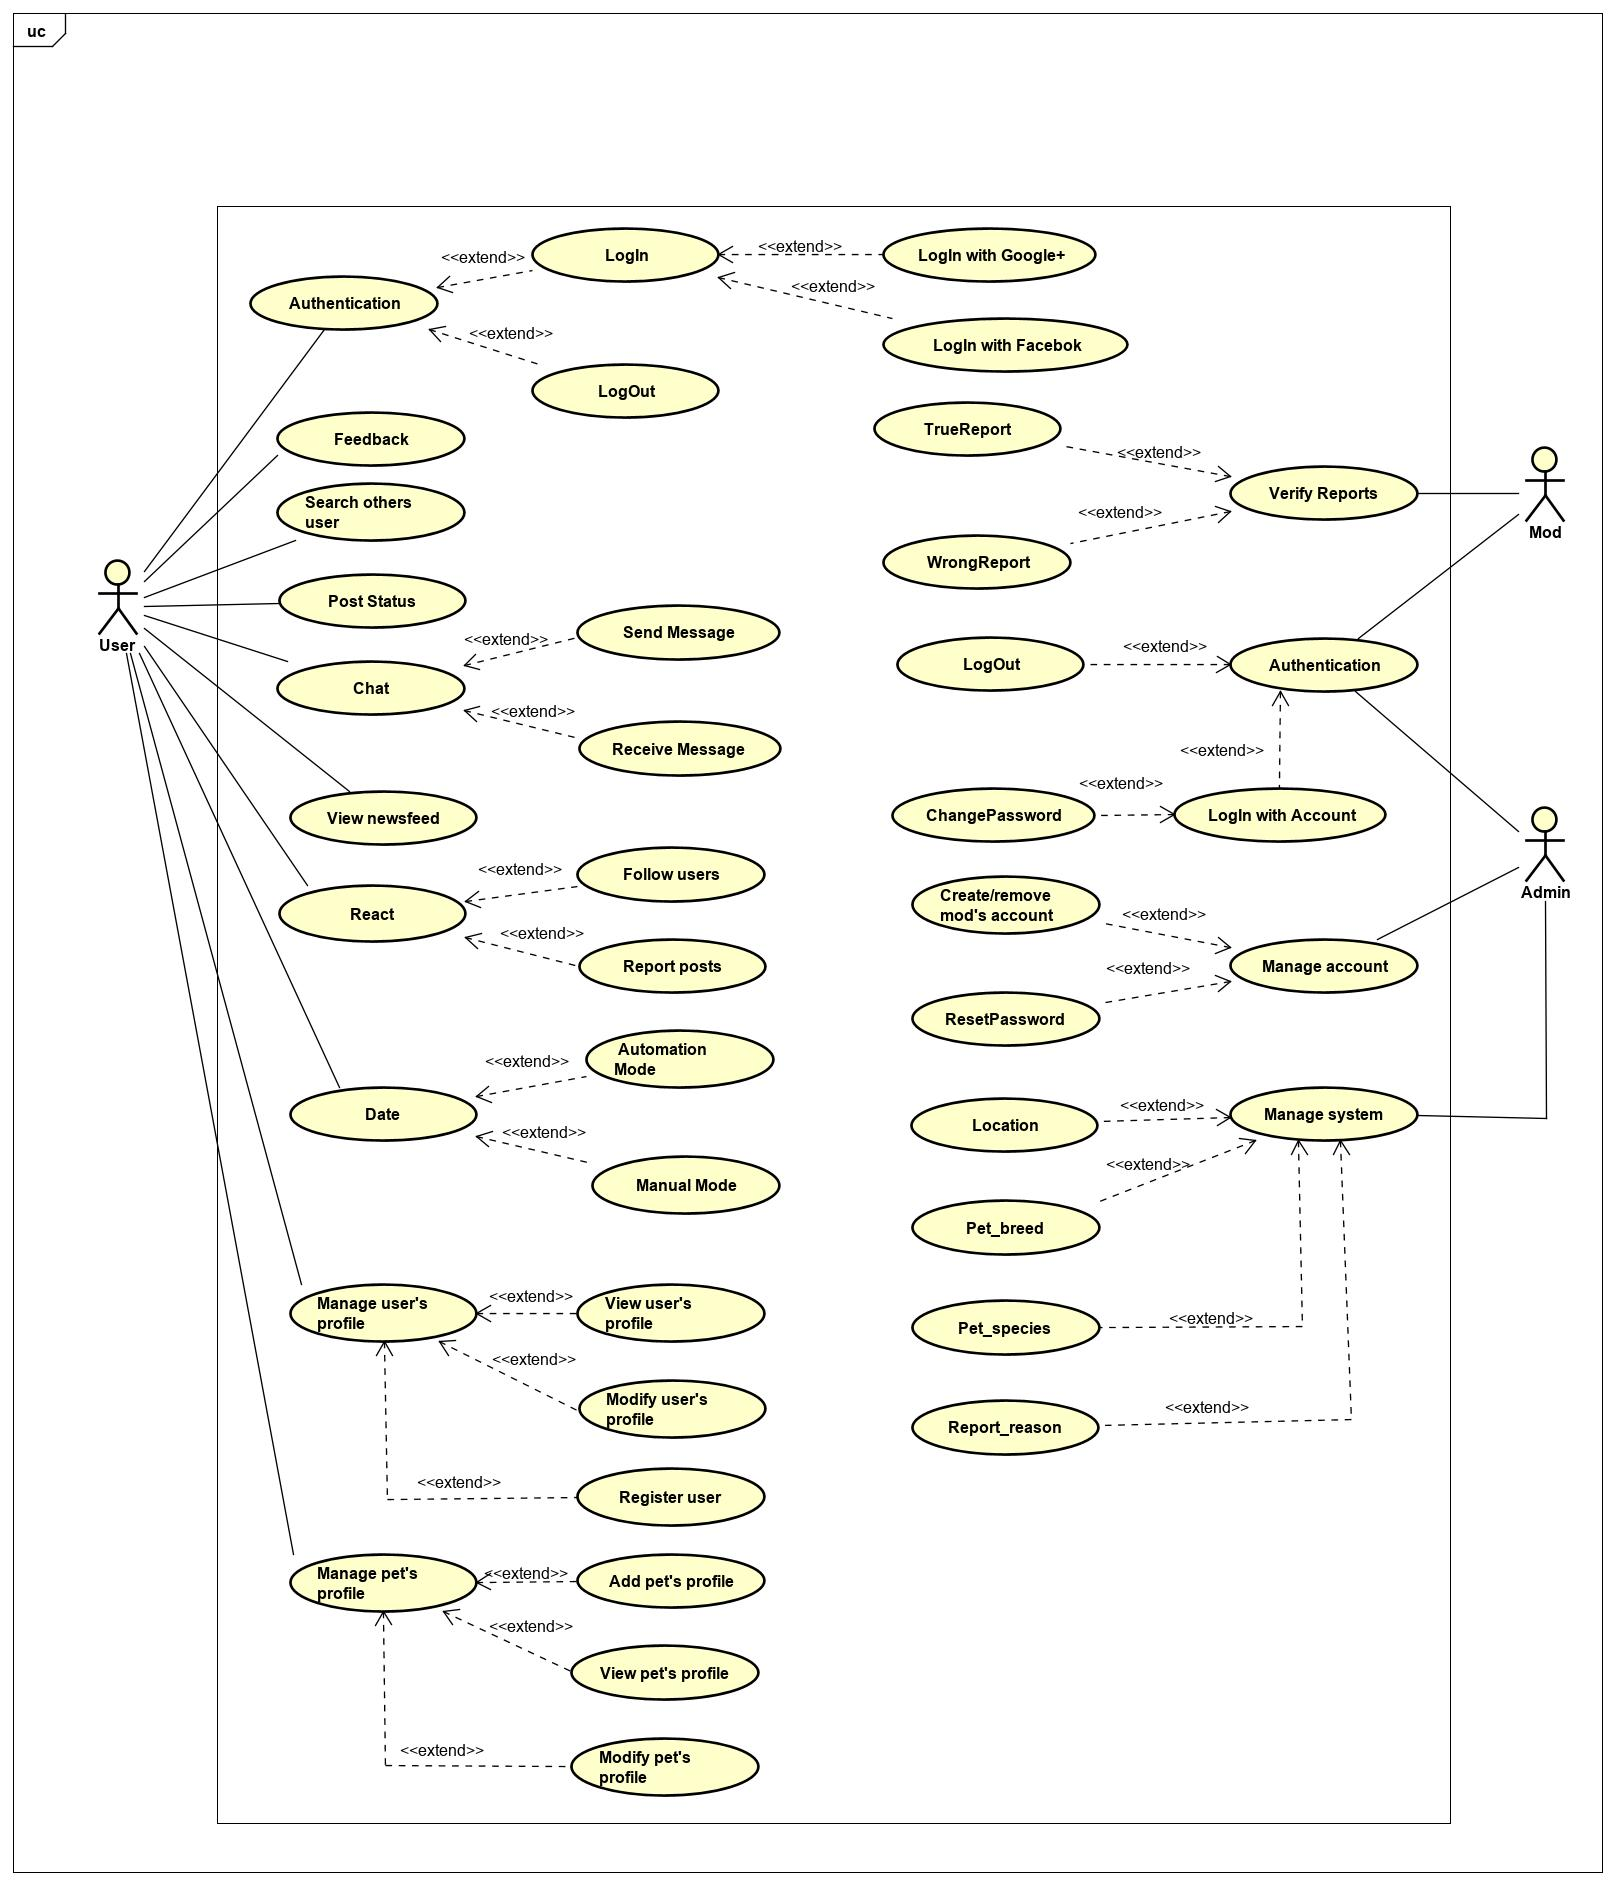 uc
LogIn
<<extend>>
LogIn with Google+
<<extend>>
Authentication
<<extend>>
<<extend>>
LogIn with Facebok
LogOut
TrueReport
Feedback
<<extend>>
Verify Reports
Search others
user
<<extend>>
Mod
WrongReport
Post Status
User
<<extend>>
Send Message
<<extend>>
LogOut
Authentication
Chat
<<extend>>
Receive Message
<<extend>>
<<extend>>
View newsfeed
ChangePassword
LogIn with Account
<<extend>>
Follow users
Admin
Create/remove
mod's account
<<extend>>
React
<<extend>>
Report posts
<<extend>>
Manage account
ResetPassword
Automation
Mode
<<extend>>
Date
<<extend>>
Location
<<extend>>
Manage system
Manual Mode
<<extend>>
Pet_breed
Manage user's
profile
<<extend>>
View user's
profile
Pet_species
<<extend>>
<<extend>>
Modify user's
profile
Report_reason
<<extend>>
<<extend>>
Register user
Manage pet's
profile
<<extend>>
Add pet's profile
<<extend>>
View pet's profile
<<extend>>
Modify pet's
profile